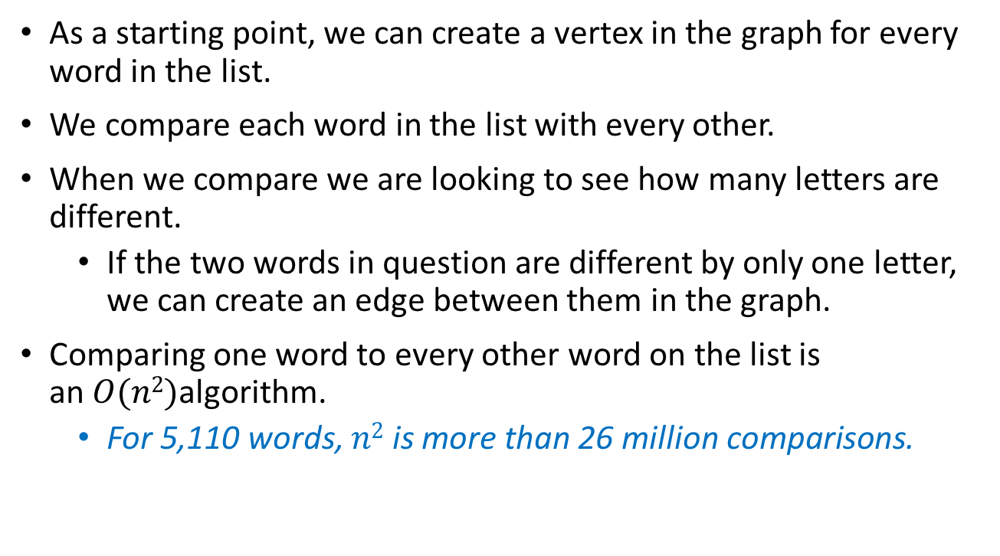 • As a starting point, we can create a vertex in the graph for every
word in the list.
• We compare each word in the list with every other.
• When we compare we are looking to see how many letters are
different.
• If the two words in question are different by only one letter,
we can create an edge between them in the graph.
• Comparing one word to every other word on the list is
an 𝑂(𝑛²)algorithm.
• For 5,110 words, 𝑛² is more than 26 million comparisons.